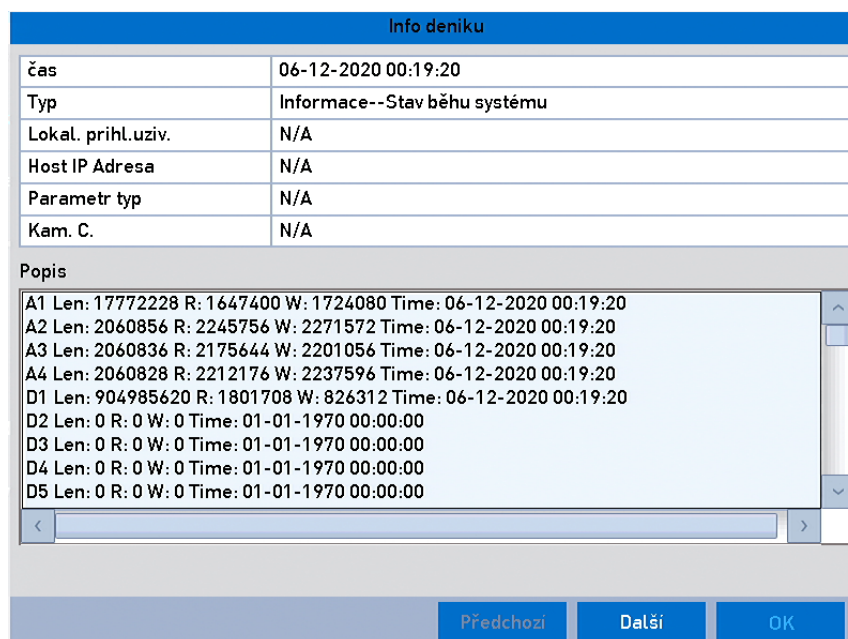 Info deniku
čas 06-12-2020 00:19:20
Typ Informace--Stav běhu systému
Lokal. prihl.uziv. N/A
Host IP Adresa N/A
Parametr typ N/A
Kam. C. N/A
Popis
A1 Len: 17772228 R: 1647400 W: 1724080 Time: 06-12-2020 00:19:20
A2 Len: 2060856 R: 2245756 W: 2271572 Time: 06-12-2020 00:19:20
A3 Len: 2060836 R: 2175644 W: 2201056 Time: 06-12-2020 00:19:20
A4 Len: 2060828 R: 2212176 W: 2237596 Time: 06-12-2020 00:19:20
D1 Len: 904985620 R: 1801708 W: 826312 Time: 06-12-2020 00:19:20
D2 Len: 0 R: 0 W: 0 Time: 01-01-1970 00:00:00
D3 Len: 0 R: 0 W: 0 Time: 01-01-1970 00:00:00
D4 Len: 0 R: 0 W: 0 Time: 01-01-1970 00:00:00
D5 Len: 0 R: 0 W: 0 Time: 01-01-1970 00:00:00
Předchozí Další OK